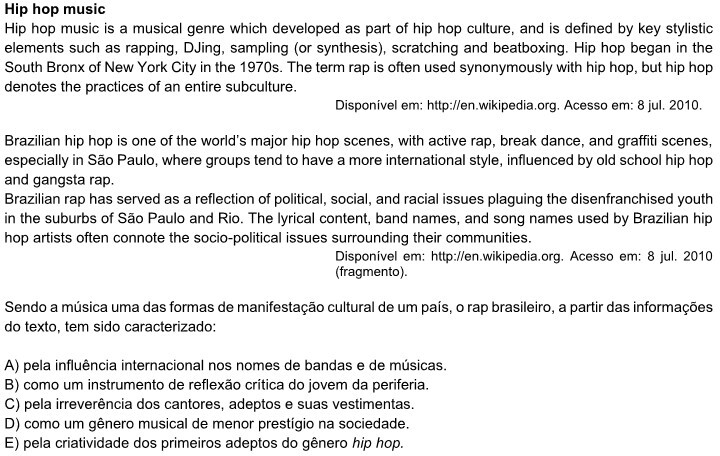 Hip hop music
Hip hop music is a musical genre which developed as part of hip hop culture, and is defined by key stylistic
elements such as rapping, DJing, sampling (or synthesis), scratching and beatboxing. Hip hop began in the
South Bronx of New York City in the 1970s. The term rap is often used synonymously with hip hop, but hip hop
denotes the practices of an entire subculture.
Disponível em: http://en.wikipedia.org. Acesso em: 8 jul. 2010.
Brazilian hip hop is one of the world's major hip hop scenes, with active rap, break dance, and graffiti scenes,
especially in São Paulo, where groups tend to have a more international style, influenced by old school hip hop
and gangsta rap.
Brazilian rap has served as a reflection of political, social, and racial issues plaguing the disenfranchised youth
in the suburbs of São Paulo and Rio. The lyrical content, band names, and song names used by Brazilian hip
hop artists often connote the socio-political issues surrounding their communities.
Disponível em: http://en.wikipedia.org. Acesso em: 8 jul. 2010
(fragmento).
Sendo a música uma das formas de manifestação cultural de um país, o rap brasileiro, a partir das informações
do texto, tem sido caracterizado:
A) pela influência internacional nos nomes de bandas e de músicas.
B) como um instrumento de reflexão crítica do jovem da periferia.
C) pela irreverência dos cantores, adeptos e suas vestimentas.
D) como um gênero musical de menor prestígio na sociedade.
E) pela criatividade dos primeiros adeptos do gênero hip hop.